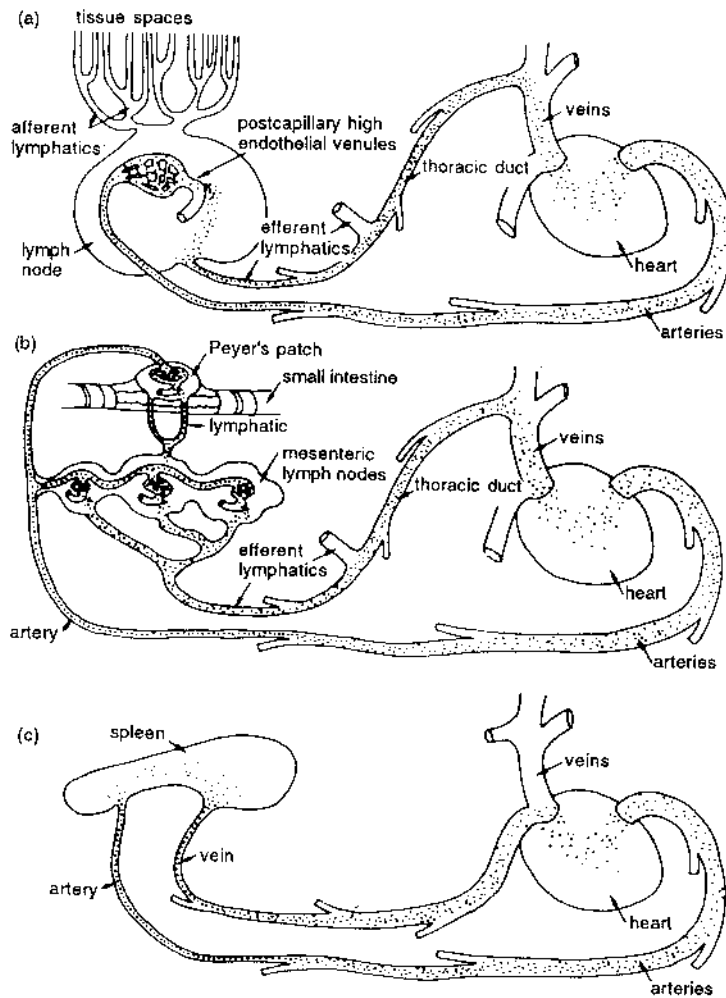 (a)
tissue spaces
afferent
lymphatics
postcapillary high
endothelial venules
veins
thoracic duct
efferent
lymphatics
lymph
node
heart
arteries
(b)
Peyer's patch
small intestine
lymphatic
veins
mesenteric
lymph nodes
thoracic duct
efferent
lymphatics
heart
artery
arteries
(c)
spleen
veins
vein
artery
heart
arteries